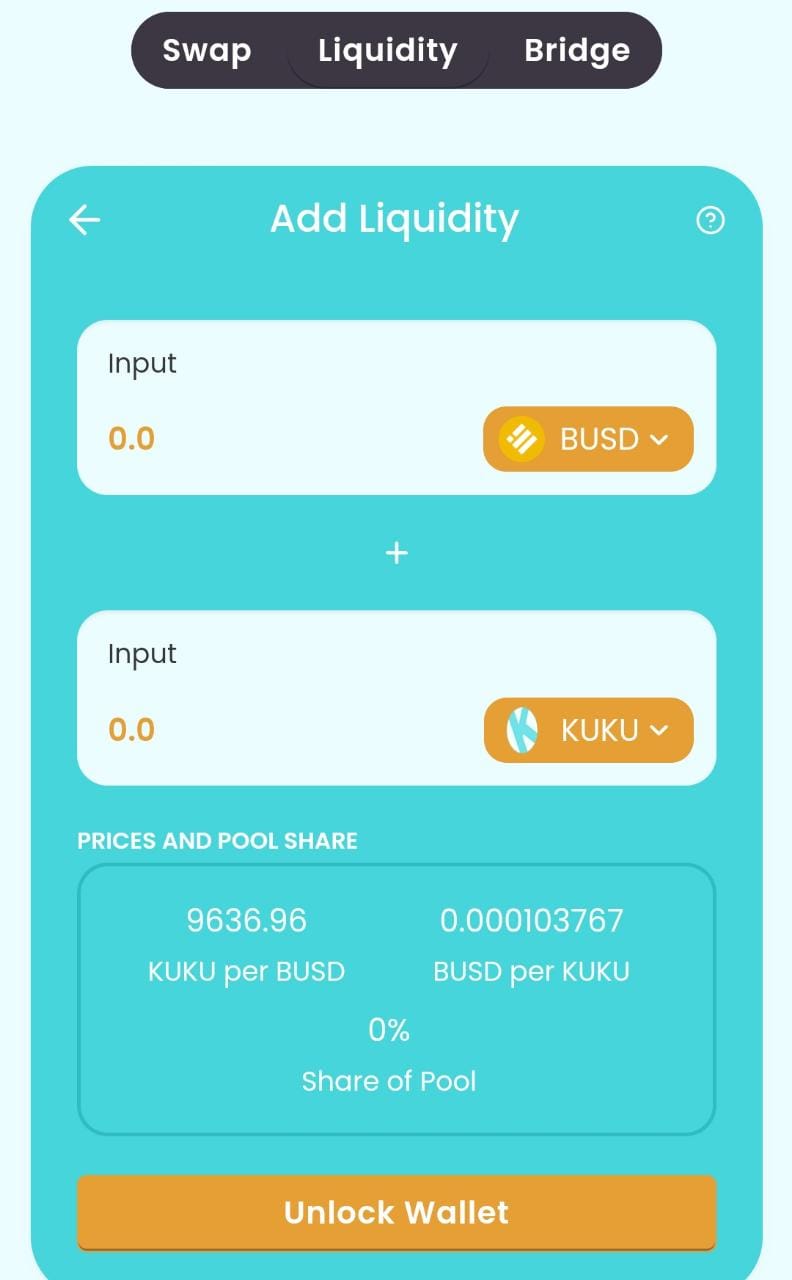 Swap Liquidity Bridge
Add Liquidity
Input
0.0 BUSD
+
Input
0.0 KUKU
PRICES AND POOL SHARE
9636.96 0.000103767
KUKU per BUSD BUSD per KUKU
0%
Share of Pool
Unlock Wallet